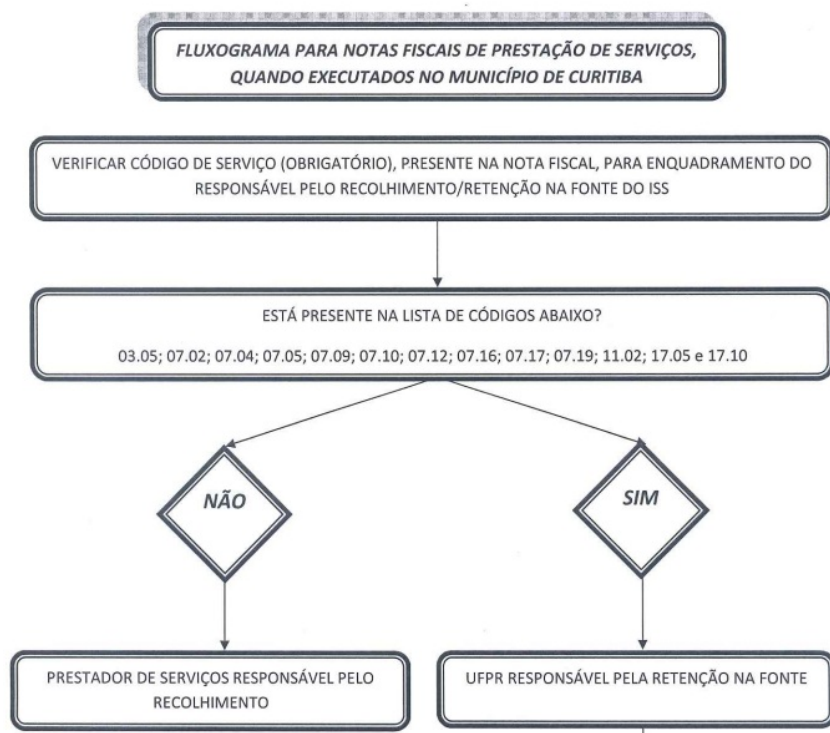 FLUXOGRAMA PARA NOTAS FISCAIS DE PRESTAÇÃO DE SERVIÇOS,
QUANDO EXECUTADOS NO MUNICÍPIO DE CURITIBA
VERIFICAR CÓDIGO DE SERVIÇO (OBRIGATÓRIO), PRESENTE NA NOTA FISCAL, PARA ENQUADRAMENTO DO
RESPONSÁVEL PELO RECOLHIMENTO/RETENÇÃO NA FONTE DO ISS
ESTÁ PRESENTE NA LISTA DE CÓDIGOS ABAIXO?
03.05; 07.02; 07.04; 07.05; 07.09; 07.10; 07.12; 07.16; 07.17; 07.19; 11.02; 17.05 e 17.10
NÃO
SIM
PRESTADOR DE SERVIÇOS RESPONSÁVEL PELO
RECOLHIMENTO
UFPR RESPONSÁVEL PELA RETENÇÃO NA FONTE